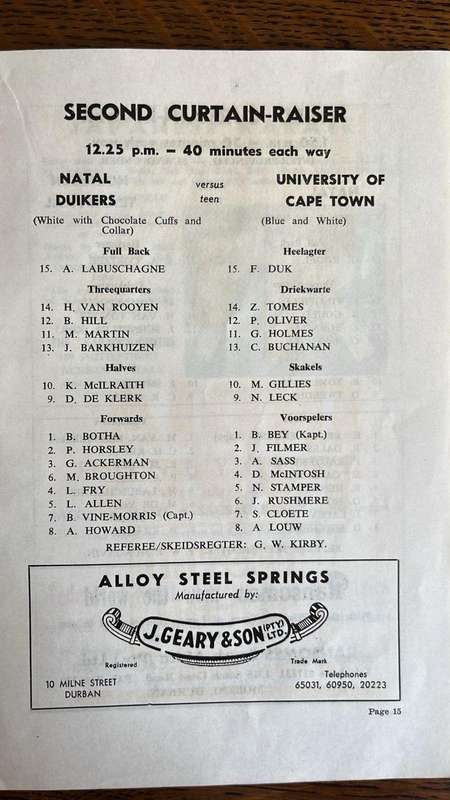 SECOND CURTAIN-RAISER
12.25 p.m. – 40 minutes each way
NATAL DUIKERS
versus
teen
UNIVERSITY OF CAPE TOWN
(White with Chocolate Cuffs and Collar)
(Blue and White)
Full Back
15. A. LABUSCHAGNE
Threequarters
14. H. VAN ROOYEN
12. B. HILL
11. M. MARTIN
13. J. BARKHUIZEN
Halves
10. K. McILRAITH
9. D. DE KLERK
Forwards
1. B. BOTHA
2. P. HORSLEY
3. G. ACKERMAN
6. M. BROUGHTON
4. L. FRY
5. L. ALLEN
7. B. VINE-MORRIS (Capt.)
8. A. HOWARD
Heelagter
15. F. DUK
Driekwarte
14. Z. TOMES
12. P. OLIVER
11. G. HOLMES
13. C. BUCHANAN
Skakels
10. M. GILLIES
9. N. LECK
Voorspelers
1. B. BEY (Kapt.)
2. J. FILMER
3. A. SASS
4. D. McINTOSH
5. N. STAMPER
6. J. RUSHMERE
7. S. CLOETE
8. A LOUW
REFEREE/SKEIDSREGTER: G. W. KIRBY.
ALLOY STEEL SPRINGS
Manufactured by:
J. GEARY & SON (PTY) LTD.
Registered
Trade Mark
10 MILNE STREET
DURBAN
Telephones
65031, 60950, 20223
Page 15